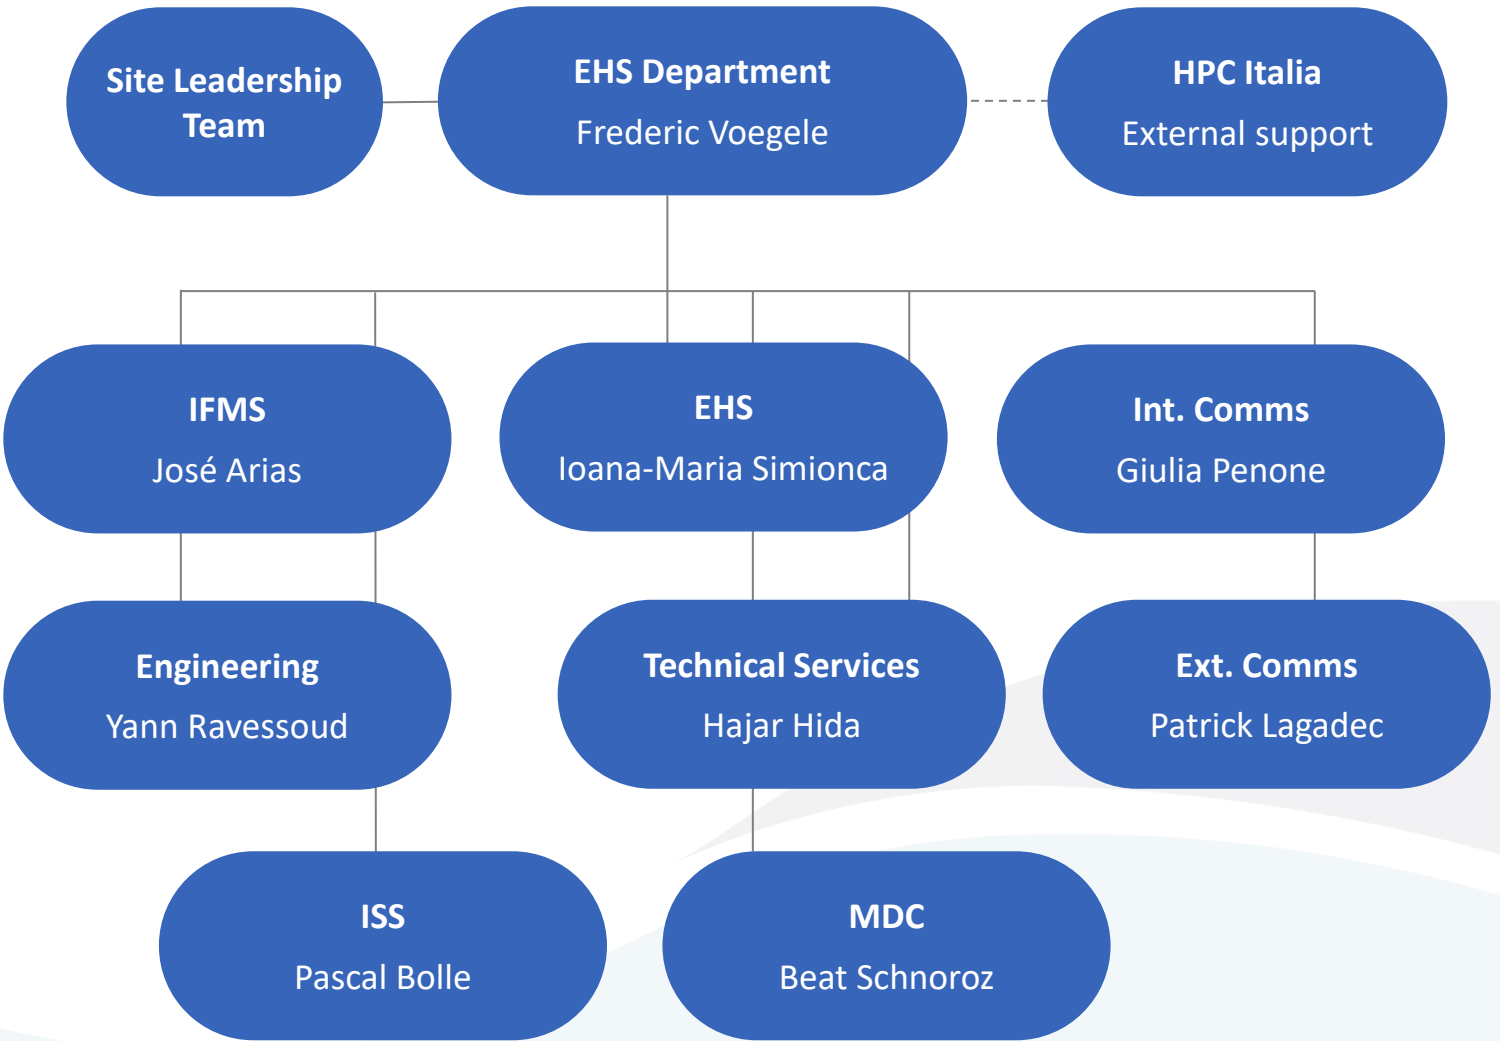 Site Leadership
Team
EHS Department
Frederic Voegele
HPC Italia
External support
IFMS
José Arias
EHS
Ioana-Maria Simionca
Int. Comms
Giulia Penone
Engineering
Yann Ravessoud
Technical Services
Hajar Hida
Ext. Comms
Patrick Lagadec
ISS
Pascal Bolle
MDC
Beat Schnoroz